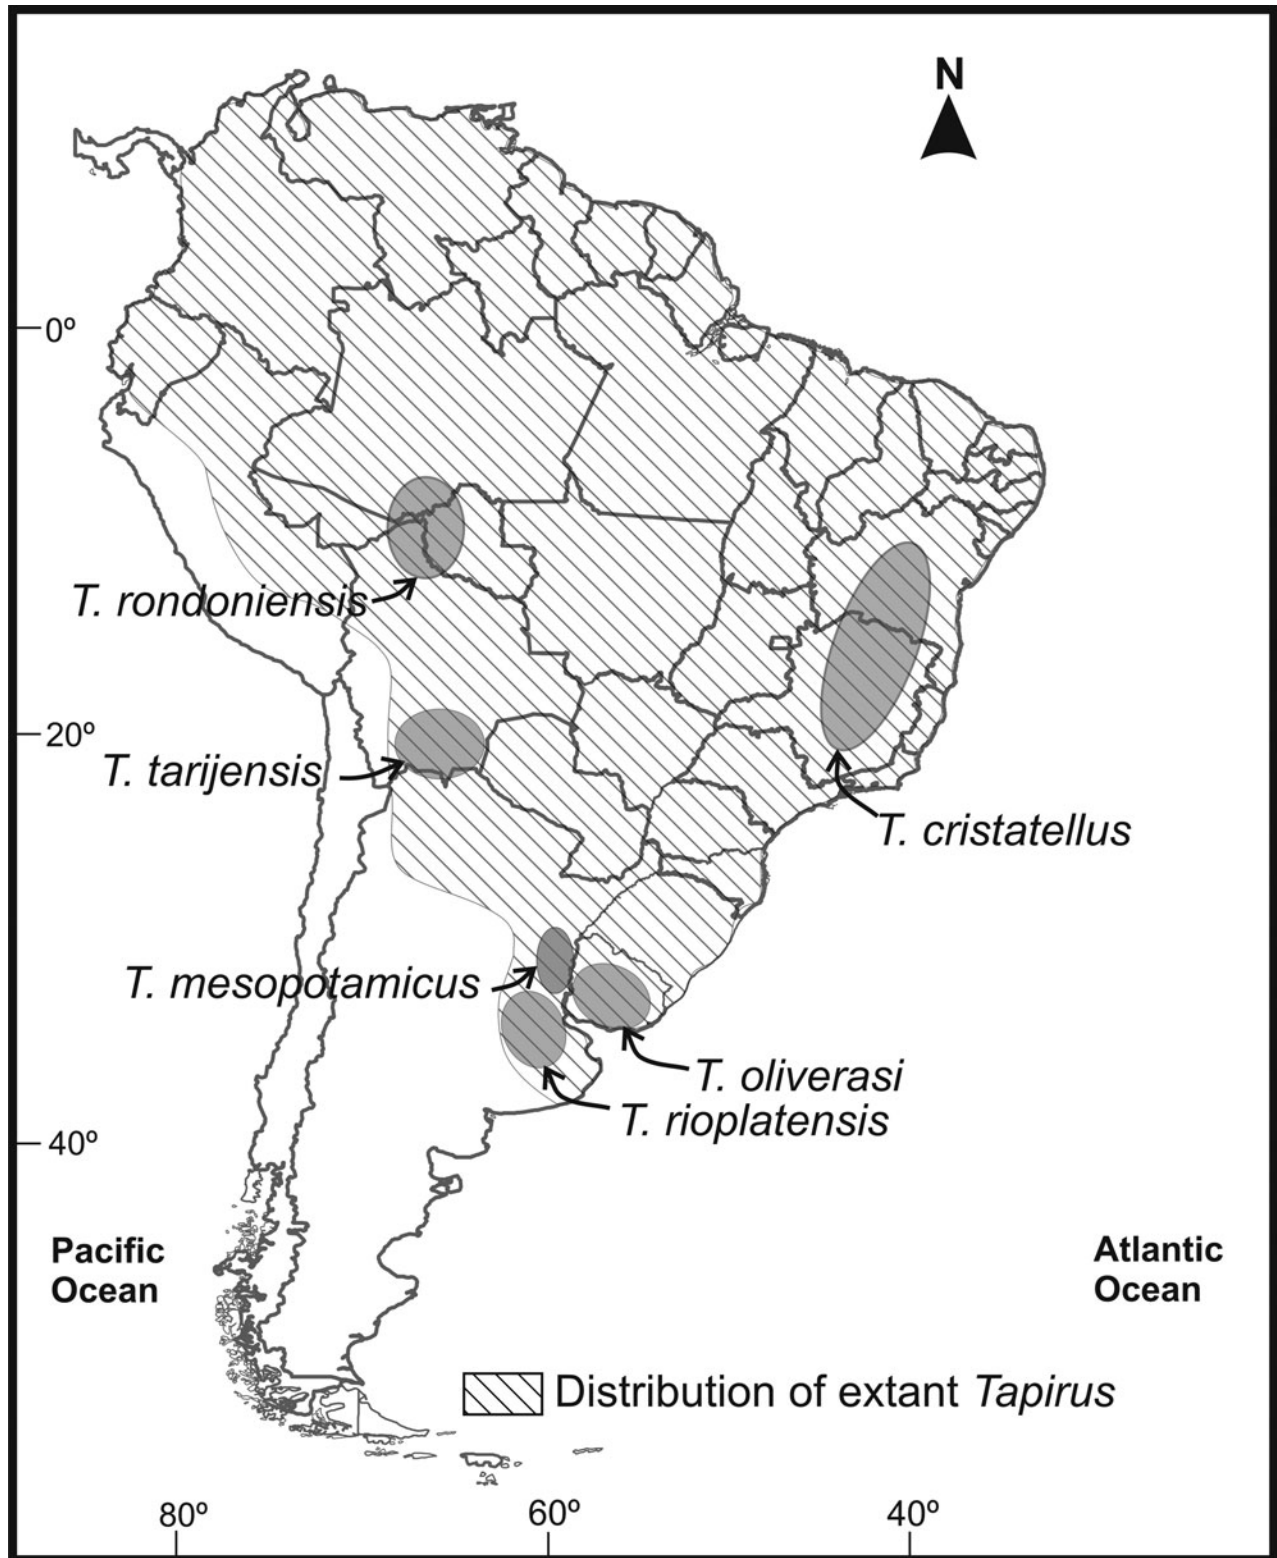 N
0º
T. rondoniensis
20º
T. tarijensis
T. cristatellus
T. mesopotamicus
T. oliverasi
T. rioplatensis
40º
Pacific
Ocean
Atlantic
Ocean
Distribution of extant Tapirus
80º
60º
40º